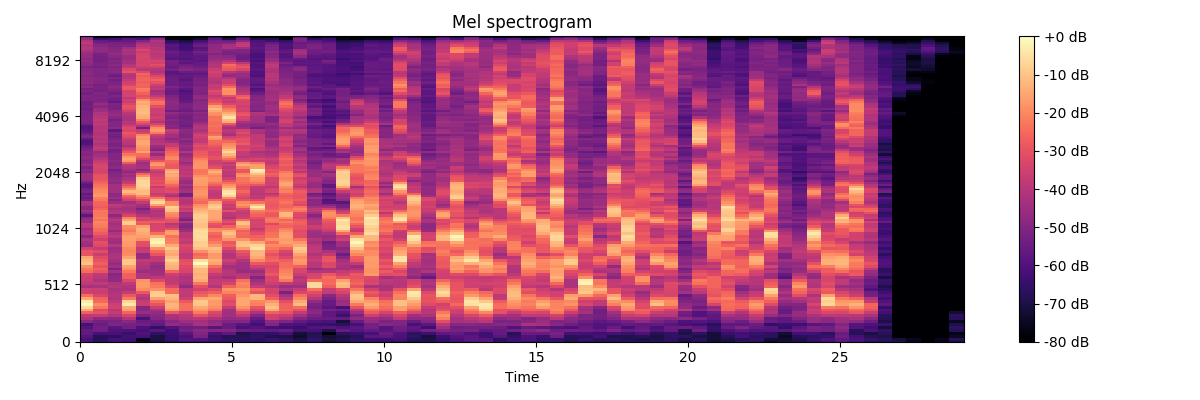 Mel spectrogram
Hz
8192
4096
2048
1024
512
0
0 5 10 15 20 25
Time
+0 dB
-10 dB
-20 dB
-30 dB
-40 dB
-50 dB
-60 dB
-70 dB
-80 dB